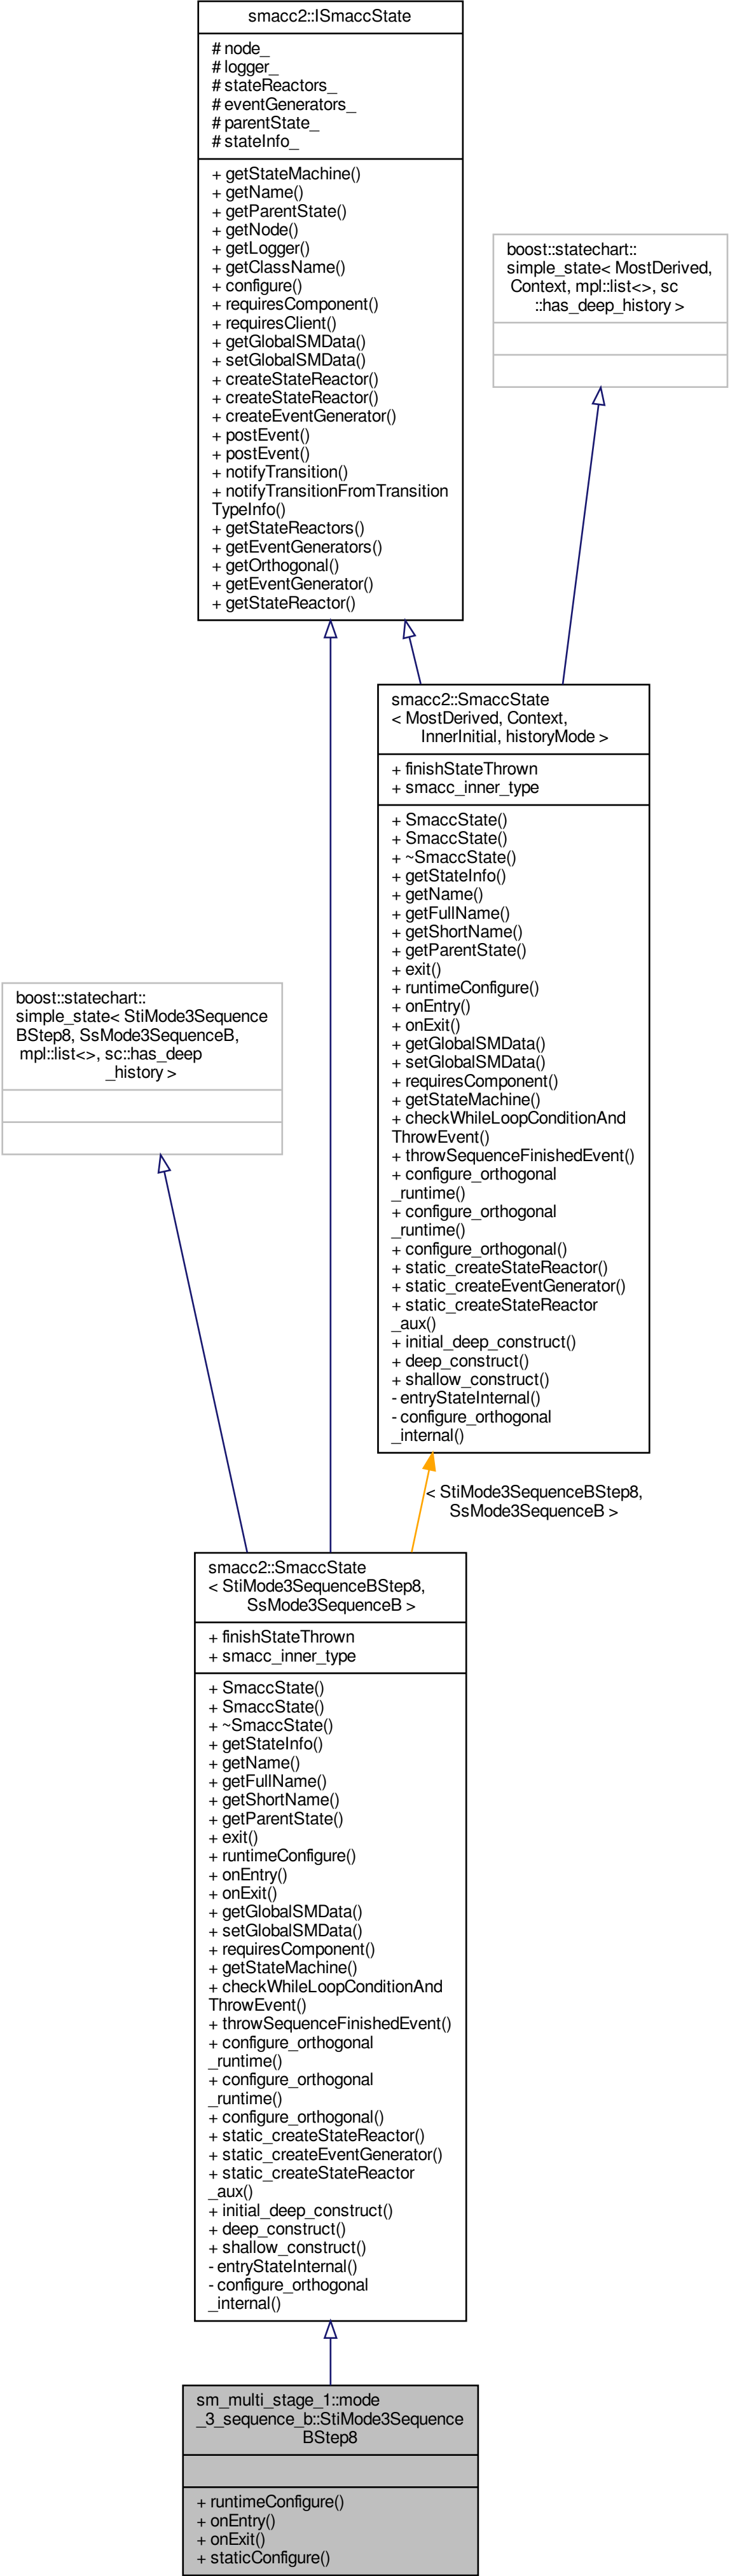 smacc2::ISmaccState
# node_
# logger_
# stateReactors_
# eventGenerators_
# parentState_
# stateInfo_
+ getStateMachine()
+ getName()
+ getParentState()
+ getNode()
+ getLogger()
+ getClassName()
+ configure()
+ requiresComponent()
+ requiresClient()
+ getGlobalSMData()
+ setGlobalSMData()
+ createStateReactor()
+ createStateReactor()
+ createEventGenerator()
+ postEvent()
+ postEvent()
+ notifyTransition()
+ notifyTransitionFromTransition
TypeInfo()
+ getStateReactors()
+ getEventGenerators()
+ getOrthogonal()
+ getEventGenerator()
+ getStateReactor()
boost::statechart::
simple_state< MostDerived,
Context, mpl::list<>, sc
::has_deep_history >
smacc2::SmaccState
< MostDerived, Context,
InnerInitial, historyMode >
+ finishStateThrown
+ smacc_inner_type
+ SmaccState()
+ SmaccState()
+ ~SmaccState()
+ getStateInfo()
+ getName()
+ getFullName()
+ getShortName()
+ getParentState()
+ exit()
+ runtimeConfigure()
+ onEntry()
+ onExit()
+ getGlobalSMData()
+ setGlobalSMData()
+ requiresComponent()
+ getStateMachine()
+ checkWhileLoopConditionAnd
ThrowEvent()
+ throwSequenceFinishedEvent()
+ configure_orthogonal
_runtime()
+ configure_orthogonal
_runtime()
+ configure_orthogonal()
+ static_createStateReactor()
+ static_createEventGenerator()
+ static_createStateReactor
_aux()
+ initial_deep_construct()
+ deep_construct()
+ shallow_construct()
- entryStateInternal()
- configure_orthogonal
_internal()
boost::statechart::
simple_state< StiMode3Sequence
BStep8, SsMode3SequenceB,
mpl::list<>, sc::has_deep
_history >
< StiMode3SequenceBStep8,
SsMode3SequenceB >
smacc2::SmaccState
< StiMode3SequenceBStep8,
SsMode3SequenceB >
+ finishStateThrown
+ smacc_inner_type
+ SmaccState()
+ SmaccState()
+ ~SmaccState()
+ getStateInfo()
+ getName()
+ getFullName()
+ getShortName()
+ getParentState()
+ exit()
+ runtimeConfigure()
+ onEntry()
+ onExit()
+ getGlobalSMData()
+ setGlobalSMData()
+ requiresComponent()
+ getStateMachine()
+ checkWhileLoopConditionAnd
ThrowEvent()
+ throwSequenceFinishedEvent()
+ configure_orthogonal
_runtime()
+ configure_orthogonal
_runtime()
+ configure_orthogonal()
+ static_createStateReactor()
+ static_createEventGenerator()
+ static_createStateReactor
_aux()
+ initial_deep_construct()
+ deep_construct()
+ shallow_construct()
- entryStateInternal()
- configure_orthogonal
_internal()
sm_multi_stage_1::mode
_3_sequence_b::StiMode3Sequence
BStep8
+ runtimeConfigure()
+ onEntry()
+ onExit()
+ staticConfigure()